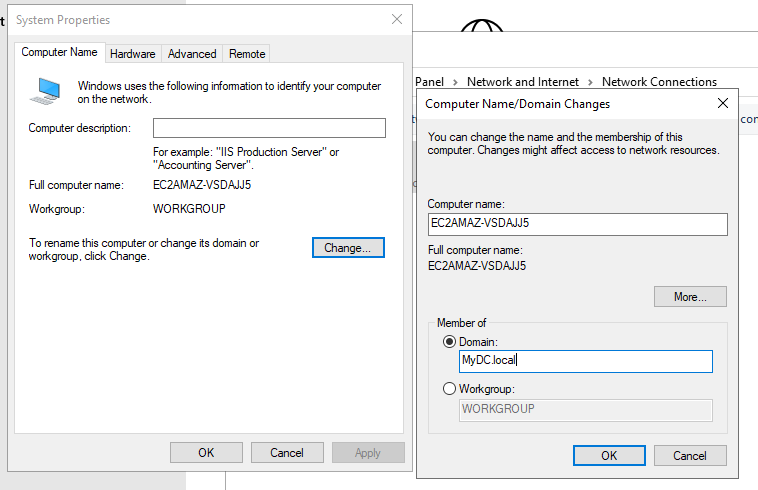 System Properties
Computer Name
Hardware
Advanced
Remote
Windows uses the following information to identify your computer
on the network.
Computer description:
For example: "IIS Production Server" or
"Accounting Server".
Full computer name:
EC2AMAZ-VSDAJJ5
Workgroup:
WORKGROUP
To rename this computer or change its domain or
workgroup, click Change.
Change...
OK
Cancel
Apply
Panel > Network and Internet > Network Connections
Computer Name/Domain Changes
You can change the name and the membership of this
computer. Changes might affect access to network resources.
Computer name:
EC2AMAZ-VSDAJJ5
Full computer name:
EC2AMAZ-VSDAJJ5
More...
Member of
Domain:
MyDC.local
Workgroup:
WORKGROUP
OK
Cancel